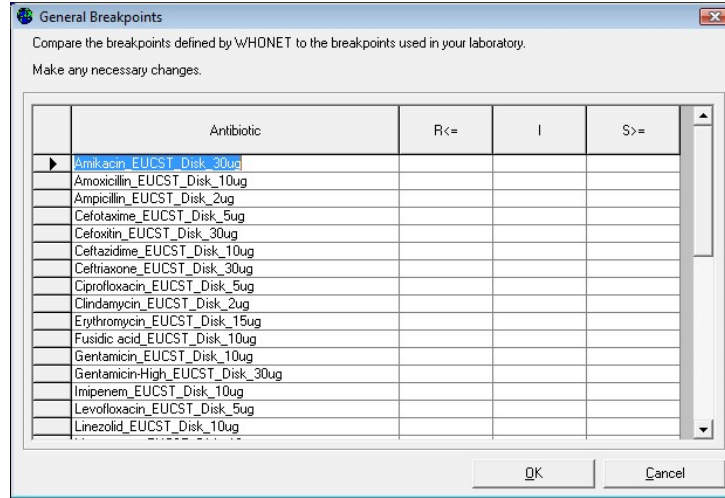 General Breakpoints
Compare the breakpoints defined by WHONET to the breakpoints used in your laboratory.
Make any necessary changes.
Antibiotic R<= I S>=
Amikacin_EUCST_Disk_30ug
Amoxicillin_EUCST_Disk_10ug
Ampicillin_EUCST_Disk_2ug
Cefotaxime_EUCST_Disk_5ug
Cefoxitin_EUCST_Disk_30ug
Ceftazidime_EUCST_Disk_10ug
Ceftriaxone_EUCST_Disk_30ug
Ciprofloxacin_EUCST_Disk_5ug
Clindamycin_EUCST_Disk_2ug
Erythromycin_EUCST_Disk_15ug
Fusidic acid_EUCST_Disk_10ug
Gentamicin_EUCST_Disk_10ug
Gentamicin-High_EUCST_Disk_30ug
Imipenem_EUCST_Disk_10ug
Levofloxacin_EUCST_Disk_5ug
Linezolid_EUCST_Disk_10ug
OK Cancel